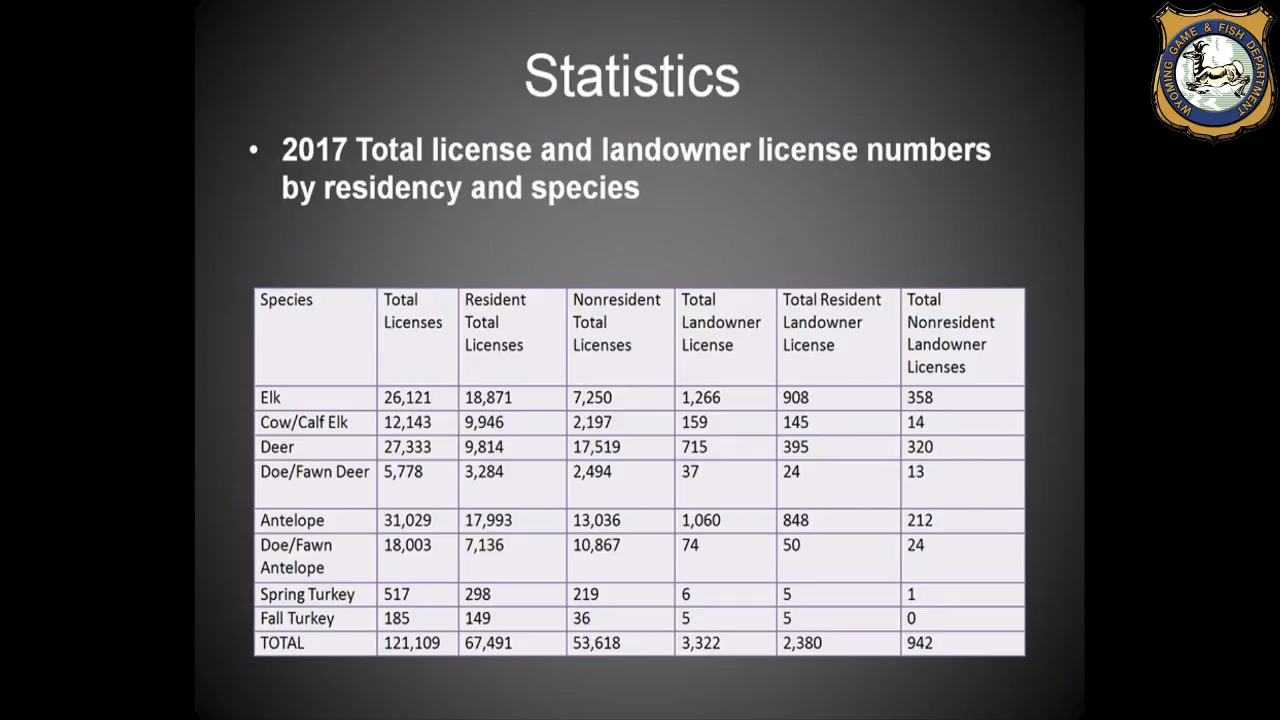 WYOMING GAME & FISH DEPARTMENT
Statistics
• 2017 Total license and landowner license numbers
by residency and species
Species Total Licenses Resident Total Licenses Nonresident Total Licenses Total Landowner License Total Resident Landowner License Total Nonresident Landowner Licenses
Elk 26,121 18,871 7,250 1,266 908 358
Cow/Calf Elk 12,143 9,946 2,197 159 145 14
Deer 27,333 9,814 17,519 715 395 320
Doe/Fawn Deer 5,778 3,284 2,494 37 24 13
Antelope 31,029 17,993 13,036 1,060 848 212
Doe/Fawn Antelope 18,003 7,136 10,867 74 50 24
Spring Turkey 517 298 219 6 5 1
Fall Turkey 185 149 36 5 5 0
TOTAL 121,109 67,491 53,618 3,322 2,380 942